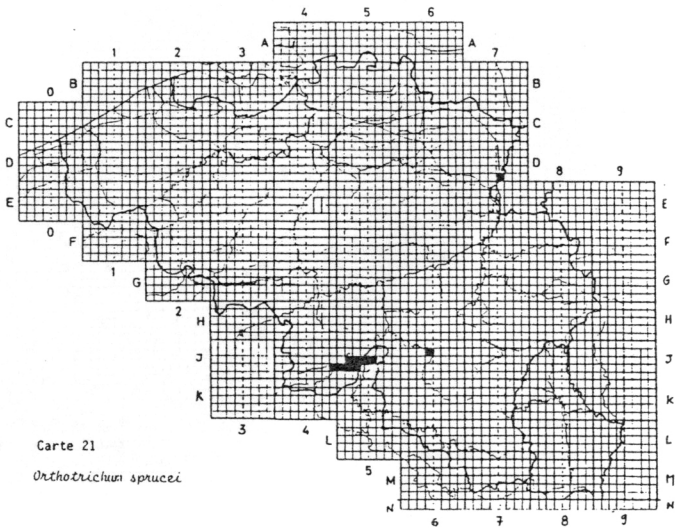 4 5 6
A A
1 2 3 7
B B
0
C C
D D
8 9
E E
0
F F
1
G G
2
H H
J J
K K
3 4
L L
5
M M
N N
6 7 8 9
Carte 21
Orthotrichum sprucei